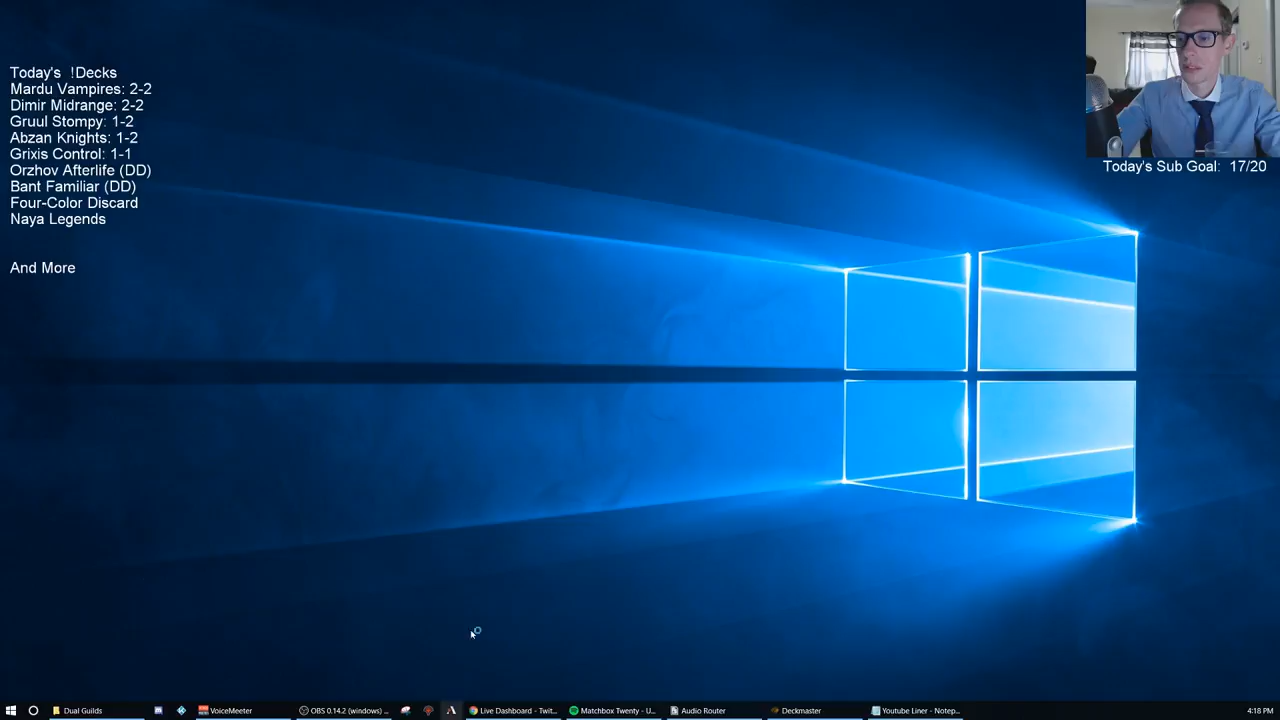 Today's !Decks
Mardu Vampires: 2-2
Dimir Midrange: 2-2
Gruul Stompy: 1-2
Abzan Knights: 1-2
Grixis Control: 1-1
Orzhov Afterlife (DD)
Bant Familiar (DD)
Four-Color Discard
Naya Legends
And More
Today's Sub Goal: 17/20
Dual Guilds
VoiceMeeter
OBS 0.14.2 (windows) ...
Live Dashboard - Twit...
Matchbox Twenty - U...
Audio Router
Deckmaster
Youtube Liner - Notep...
4:18 PM